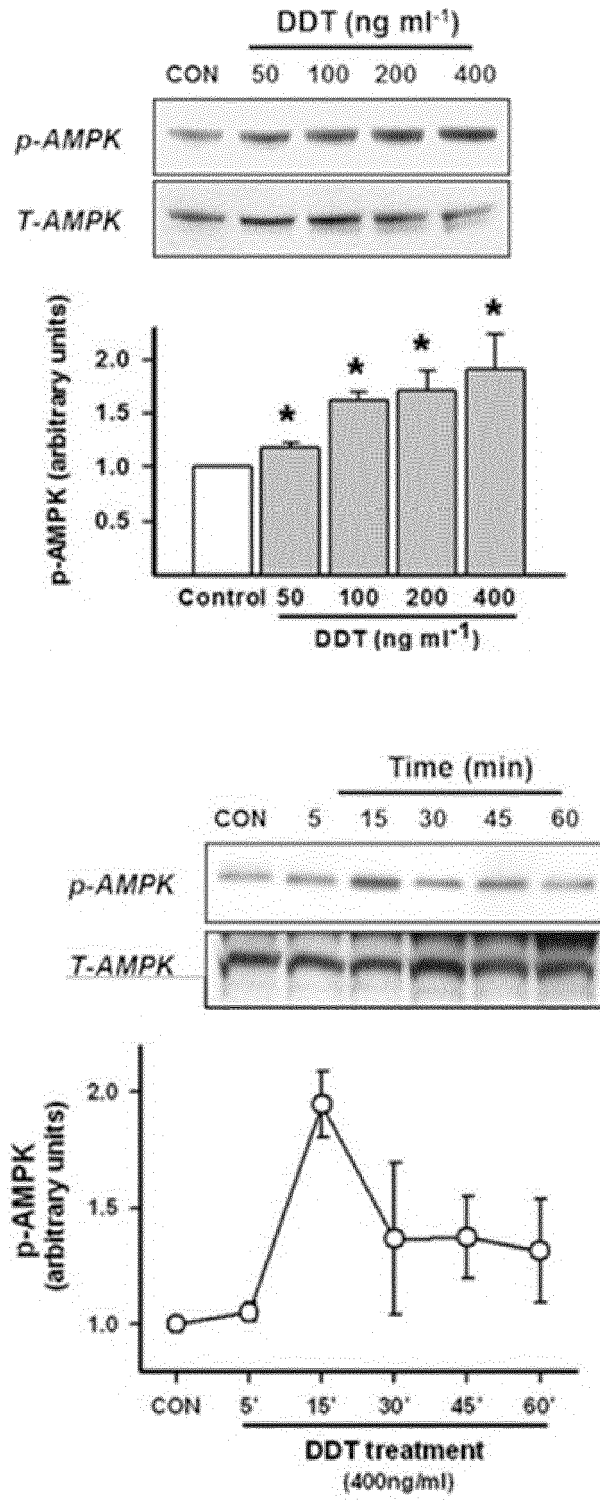 DDT (ng ml-1)
CON 50 100 200 400
p-AMPK
T-AMPK
p-AMPK (arbitrary units)
2.0
1.5
1.0
0.5
* * * *
Control 50 100 200 400
DDT (ng ml-1)
Time (min)
CON 5 15 30 45 60
p-AMPK
T-AMPK
p-AMPK
(arbitrary units)
2.0
1.5
1.0
CON 5' 15' 30' 45' 60'
DDT treatment
(400ng/ml)